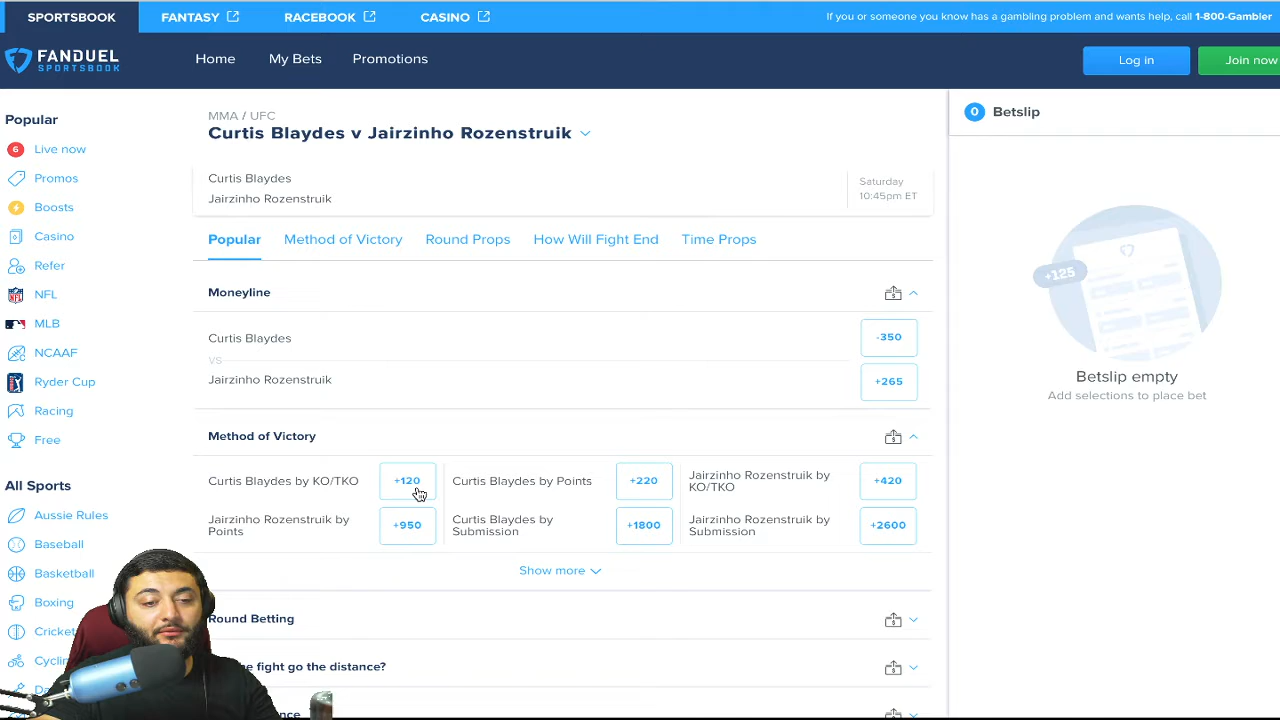 SPORTSBOOK
FANTASY
RACEBOOK
CASINO
If you or someone you know has a gambling problem and wants help, call 1-800-Gambler
FANDUEL
SPORTSBOOK
Home
My Bets
Promotions
Log in
Join now
Popular
6
Live now
Promos
Boosts
Casino
Refer
NFL
MLB
NCAAF
Ryder Cup
Racing
Free
All Sports
Aussie Rules
Baseball
Basketball
Boxing
Cricket
MMA / UFC
Curtis Blaydes v Jairzinho Rozenstruik
Curtis Blaydes
Jairzinho Rozenstruik
Saturday
10:45pm ET
Popular
Method of Victory
Round Props
How Will Fight End
Time Props
Moneyline
Curtis Blaydes
-350
VS
Jairzinho Rozenstruik
+265
Method of Victory
Curtis Blaydes by KO/TKO
+120
Curtis Blaydes by Points
+220
Jairzinho Rozenstruik by
KO/TKO
+420
Jairzinho Rozenstruik by
Points
+950
Curtis Blaydes by
Submission
+1800
Jairzinho Rozenstruik by
Submission
+2600
Show more
Round Betting
fight go the distance?
0
Betslip
+125
Betslip empty
Add selections to place bet